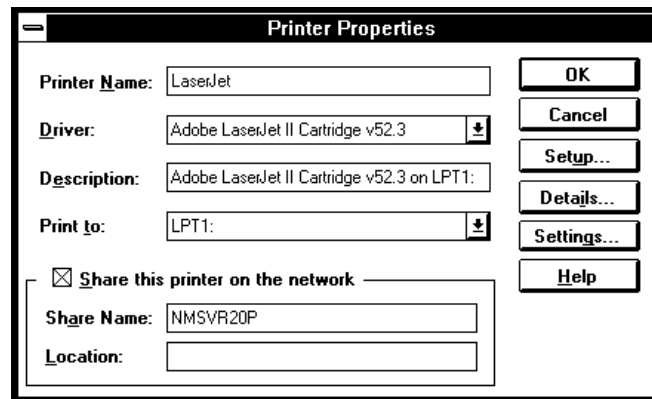 Printer Properties
Printer Name: LaserJet
OK
Driver: Adobe LaserJet II Cartridge v52.3
Cancel
Description: Adobe LaserJet II Cartridge v52.3 on LPT1:
Setup...
Print to: LPT1:
Details...
Settings...
Share this printer on the network
Help
Share Name: NMSVR20P
Location: